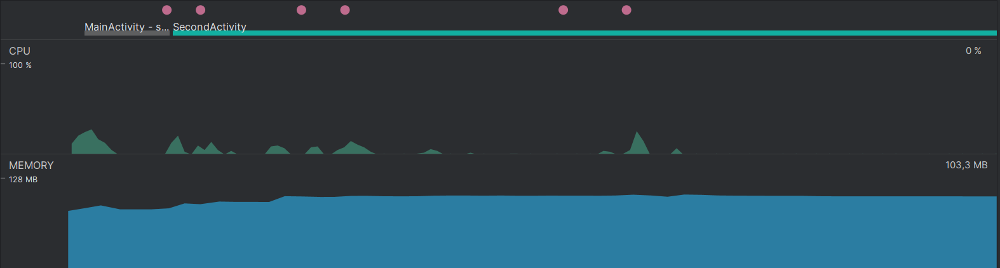 MainActivity - s... SecondActivity
CPU 0 %
100 %
MEMORY 103,3 MB
128 MB